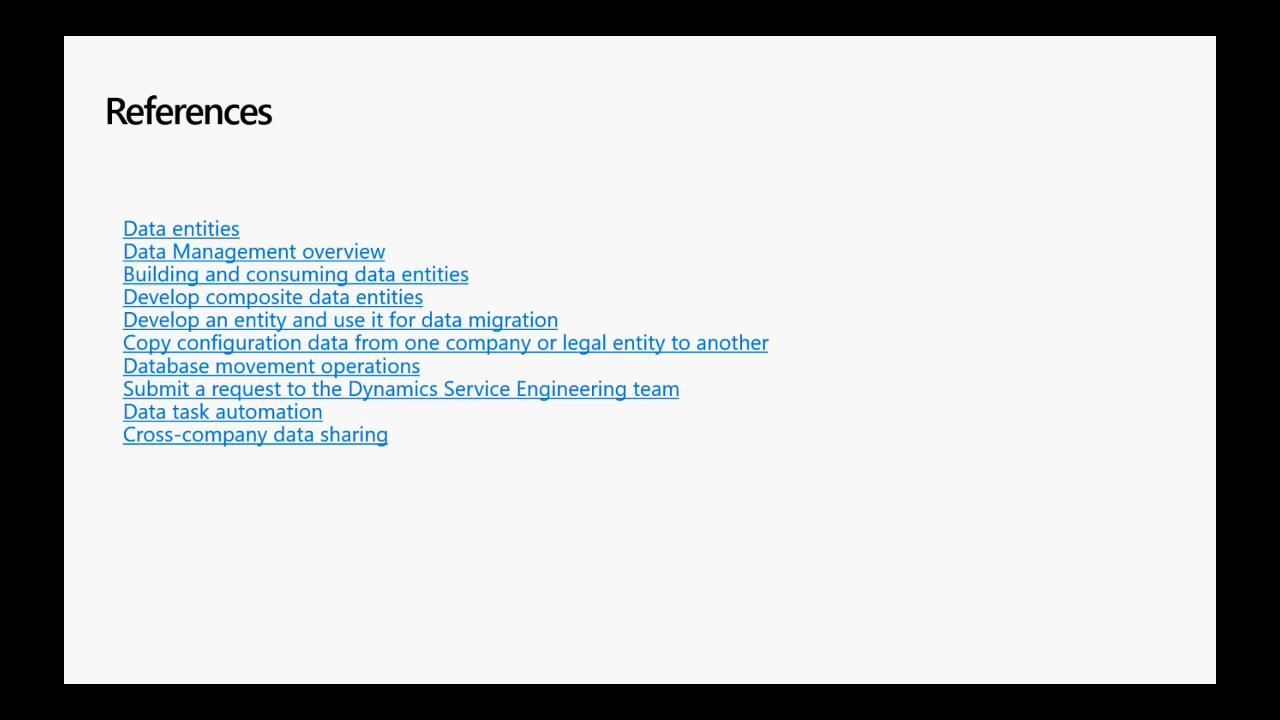 References
Data entities
Data Management overview
Building and consuming data entities
Develop composite data entities
Develop an entity and use it for data migration
Copy configuration data from one company or legal entity to another
Database movement operations
Submit a request to the Dynamics Service Engineering team
Data task automation
Cross-company data sharing